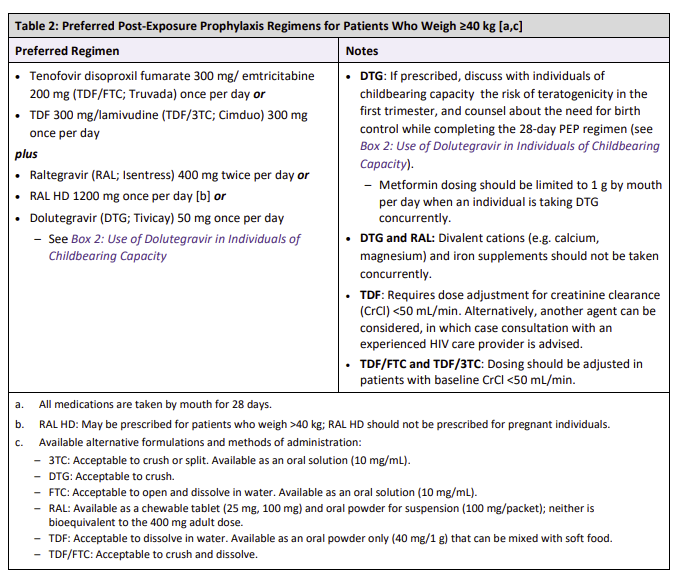 Table 2: Preferred Post-Exposure Prophylaxis Regimens for Patients Who Weigh ≥40 kg [a,c]
Preferred Regimen
• Tenofovir disoproxil fumarate 300 mg/ emtricitabine
200 mg (TDF/FTC; Truvada) once per day or
• TDF 300 mg/lamivudine (TDF/3TC; Cimduo) 300 mg
once per day
plus
• Raltegravir (RAL; Isentress) 400 mg twice per day or
• RAL HD 1200 mg once per day [b] or
• Dolutegravir (DTG; Tivicay) 50 mg once per day
– See Box 2: Use of Dolutegravir in Individuals of
Childbearing Capacity
Notes
• DTG: If prescribed, discuss with individuals of
childbearing capacity the risk of teratogenicity in the
first trimester, and counsel about the need for birth
control while completing the 28-day PEP regimen (see
Box 2: Use of Dolutegravir in Individuals of Childbearing
Capacity).
– Metformin dosing should be limited to 1 g by mouth
per day when an individual is taking DTG
concurrently.
• DTG and RAL: Divalent cations (e.g. calcium,
magnesium) and iron supplements should not be taken
concurrently.
• TDF: Requires dose adjustment for creatinine clearance
(CrCl) <50 mL/min. Alternatively, another agent can be
considered, in which case consultation with an
experienced HIV care provider is advised.
• TDF/FTC and TDF/3TC: Dosing should be adjusted in
patients with baseline CrCl <50 mL/min.
a. All medications are taken by mouth for 28 days.
b. RAL HD: May be prescribed for patients who weigh >40 kg; RAL HD should not be prescribed for pregnant individuals.
c. Available alternative formulations and methods of administration:
– 3TC: Acceptable to crush or split. Available as an oral solution (10 mg/mL).
– DTG: Acceptable to crush.
– FTC: Acceptable to open and dissolve in water. Available as an oral solution (10 mg/mL).
– RAL: Available as a chewable tablet (25 mg, 100 mg) and oral powder for suspension (100 mg/packet); neither is
bioequivalent to the 400 mg adult dose.
– TDF: Acceptable to dissolve in water. Available as an oral powder only (40 mg/1 g) that can be mixed with soft food.
– TDF/FTC: Acceptable to crush and dissolve.